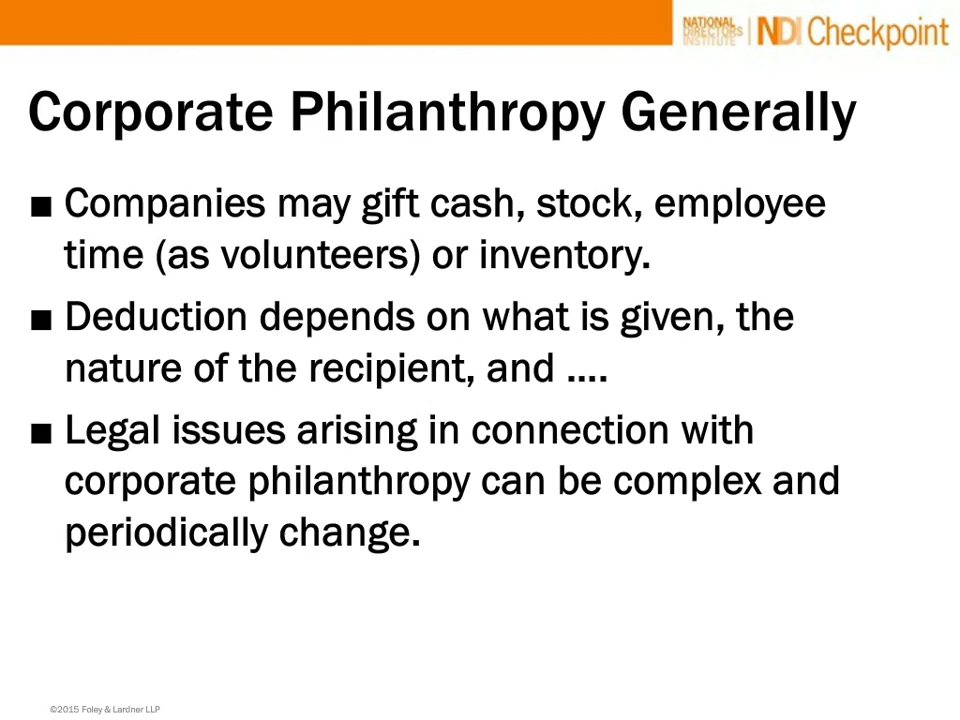 NATIONAL
DIRECTORS
INSTITUTE
NDI Checkpoint
Corporate Philanthropy Generally
■ Companies may gift cash, stock, employee
time (as volunteers) or inventory.
■ Deduction depends on what is given, the
nature of the recipient, and ....
■ Legal issues arising in connection with
corporate philanthropy can be complex and
periodically change.
©2015 Foley & Lardner LLP